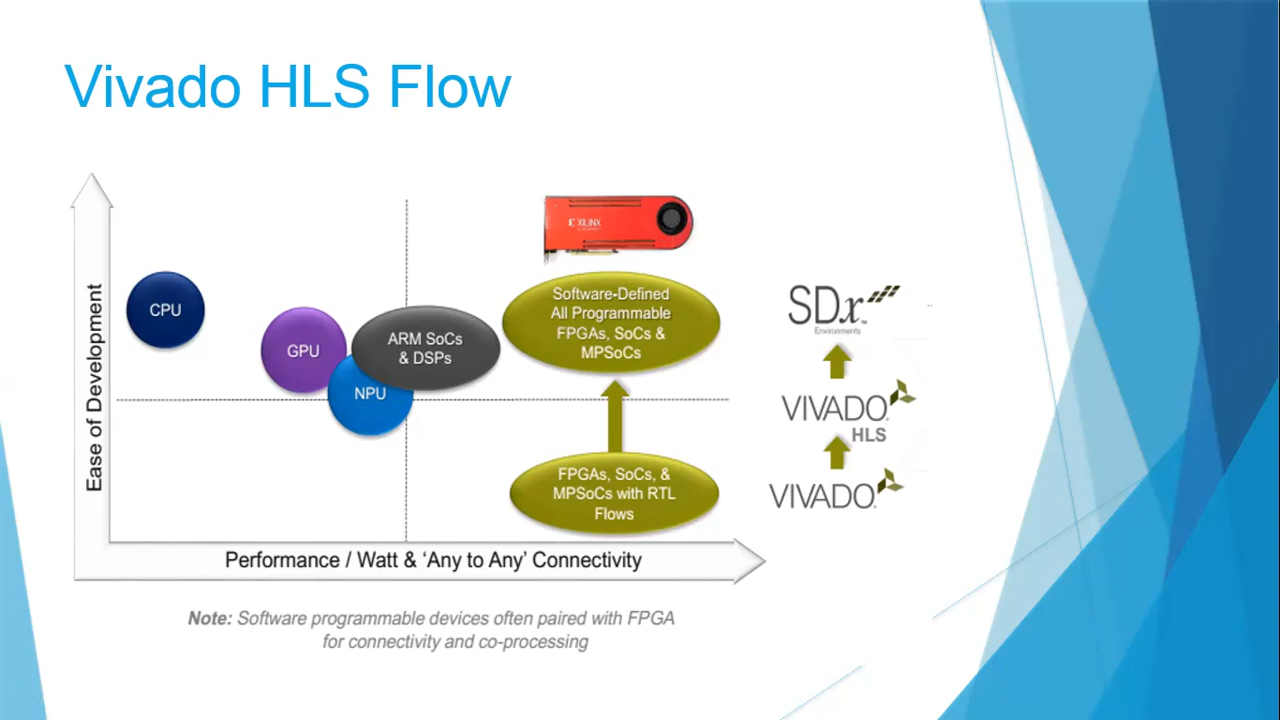 Vivado HLS Flow
Ease of Development
CPU
GPU
NPU
ARM SoCs
& DSPs
XILINX
Software-Defined
All Programmable
FPGAs, SoCs &
MPSoCs
FPGAs, SoCs, &
MPSoCs with RTL
Flows
Performance / Watt & ‘Any to Any’ Connectivity
SDx
Environments
VIVADO
HLS
VIVADO
Note: Software programmable devices often paired with FPGA
for connectivity and co-processing